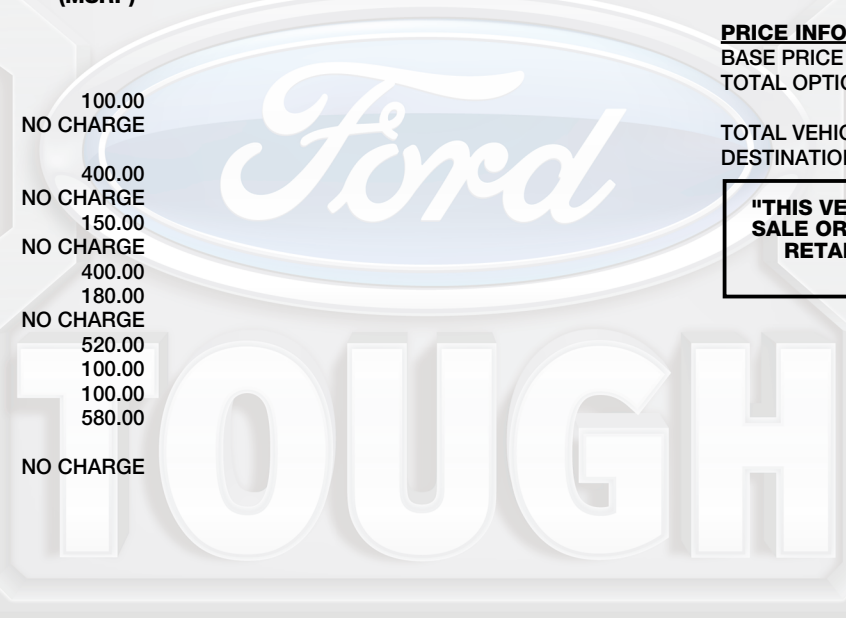 (MSRP)
100.00
NO CHARGE
400.00
NO CHARGE
150.00
NO CHARGE
400.00
180.00
NO CHARGE
520.00
100.00
100.00
580.00
NO CHARGE
PRICE INFO
BASE PRICE
TOTAL OPTIO
TOTAL VEHIC
DESTINATION
"THIS VE
SALE OR
RETAI
Ford
TOUGH